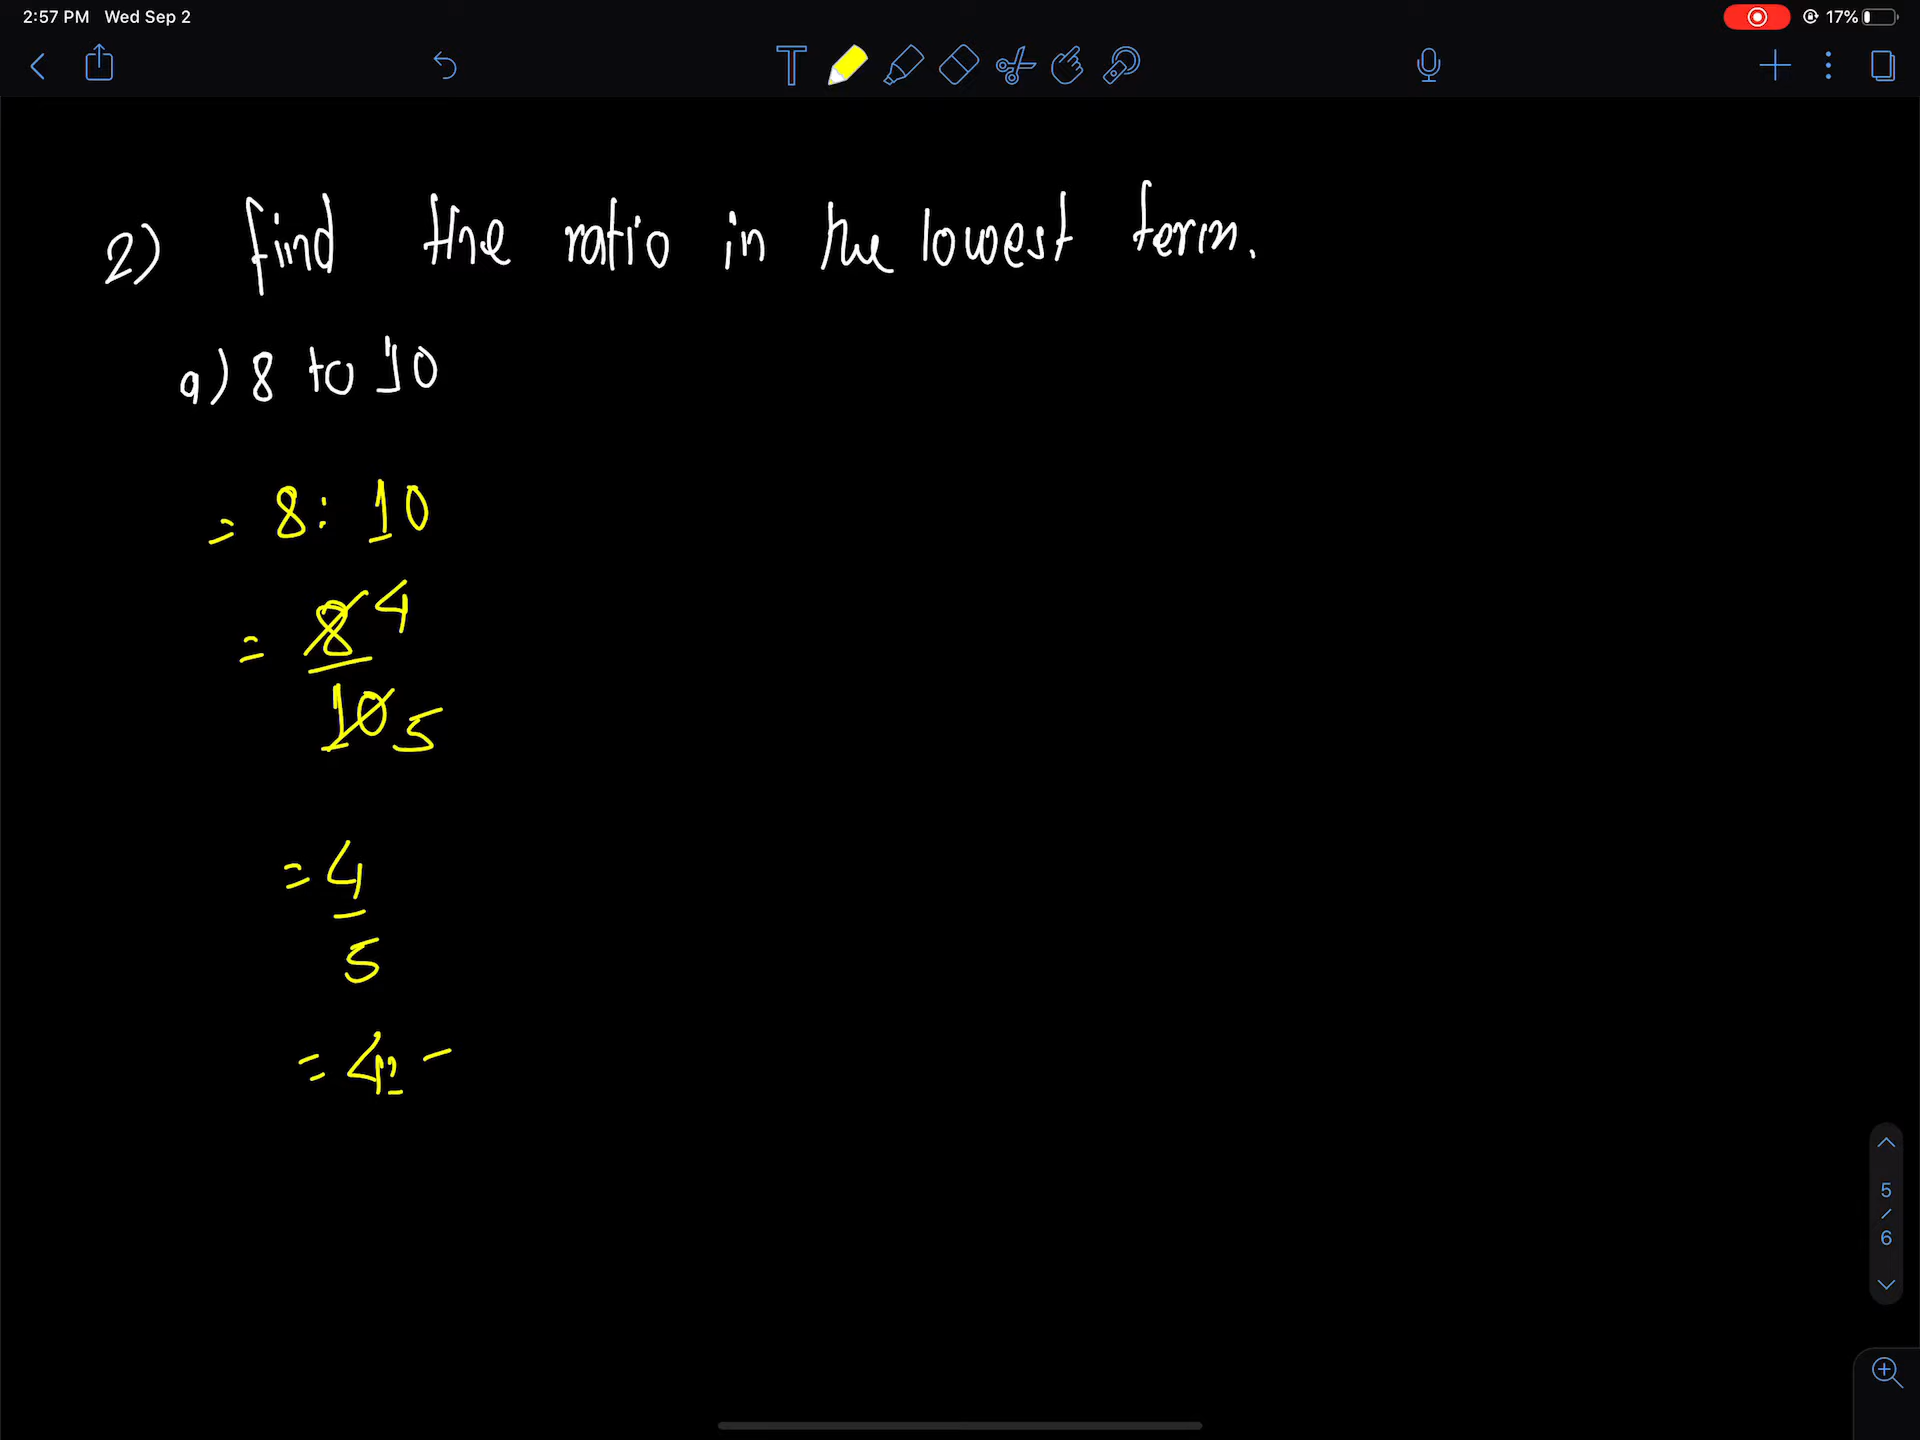 2:57 PM Wed Sep 2
17%
2) find the ratio in the lowest term.
a) 8 to 10
= 8: 10
= 8 4
10 5
= 4
5
= 4
5
/
6